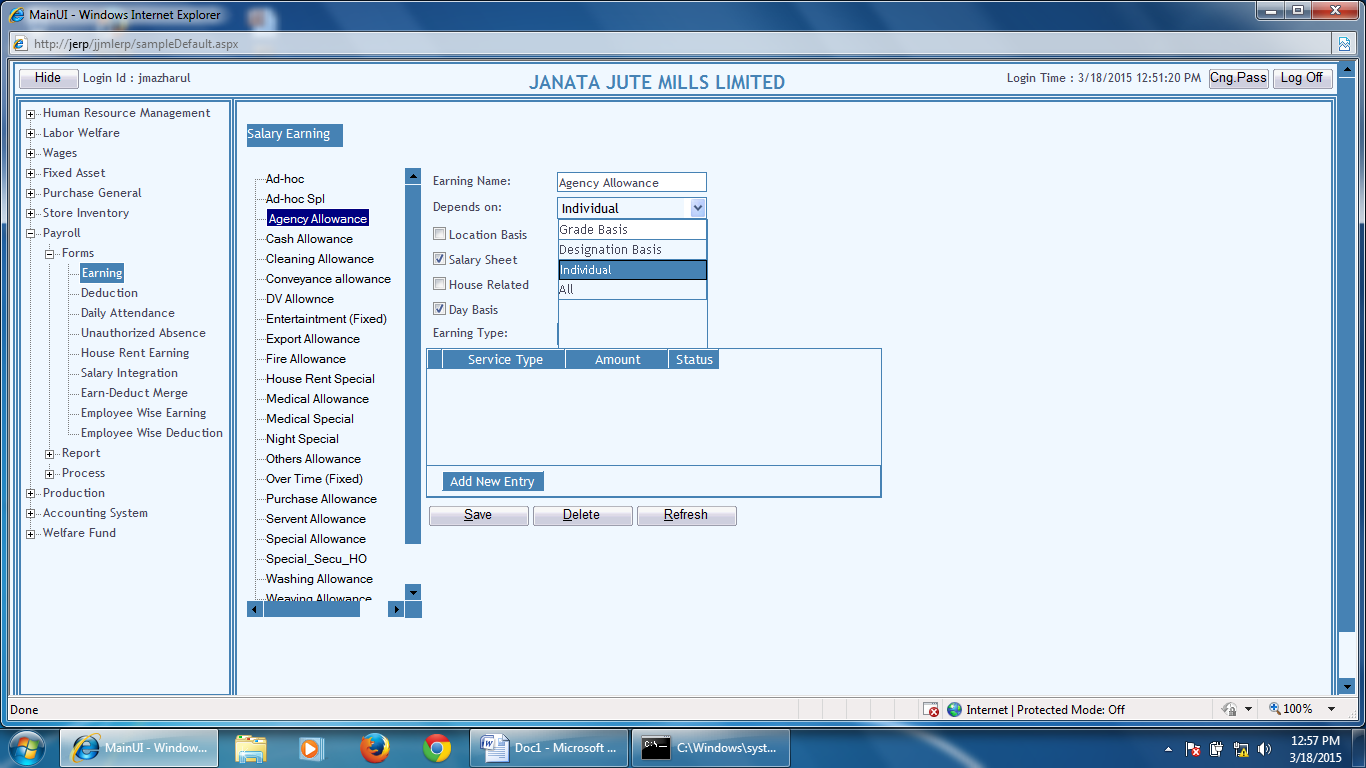 MainUI - Windows Internet Explorer
http://jerp/jjmlerp/sampleDefault.aspx
Hide Login Id : jmazharul JANATA JUTE MILLS LIMITED Login Time : 3/18/2015 12:51:20 PM Cng.Pass Log Off
Human Resource Management
Labor Welfare
Wages
Fixed Asset
Purchase General
Store Inventory
Payroll
Forms
Earning
Deduction
Daily Attendance
Unauthorized Absence
House Rent Earning
Salary Integration
Earn-Deduct Merge
Employee Wise Earning
Employee Wise Deduction
Report
Process
Production
Accounting System
Welfare Fund
Salary Earning
Ad-hoc
Ad-hoc Spl
Agency Allowance
Cash Allowance
Cleaning Allowance
Conveyance allowance
DV Allownce
Entertaintment (Fixed)
Export Allowance
Fire Allowance
House Rent Special
Medical Allowance
Medical Special
Night Special
Others Allowance
Over Time (Fixed)
Purchase Allowance
Servent Allowance
Special Allowance
Special_Secu_HO
Washing Allowance
Weaving Allowance
Earning Name: Agency Allowance
Depends on: Individual
Grade Basis
Designation Basis
Individual
All
Location Basis
Salary Sheet
House Related
Day Basis
Earning Type:
Service Type Amount Status
Add New Entry
Save Delete Refresh
Done Internet | Protected Mode: Off 100%
MainUI - Window... Doc1 - Microsoft ... C:\Windows\syst... 12:57 PM
3/18/2015